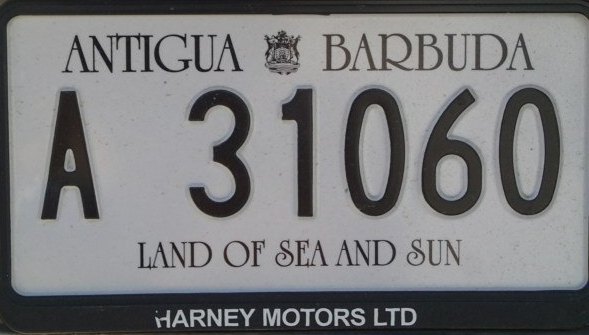 ANTIGUA BARBUDA
A 31060
LAND OF SEA AND SUN
HARNEY MOTORS LTD